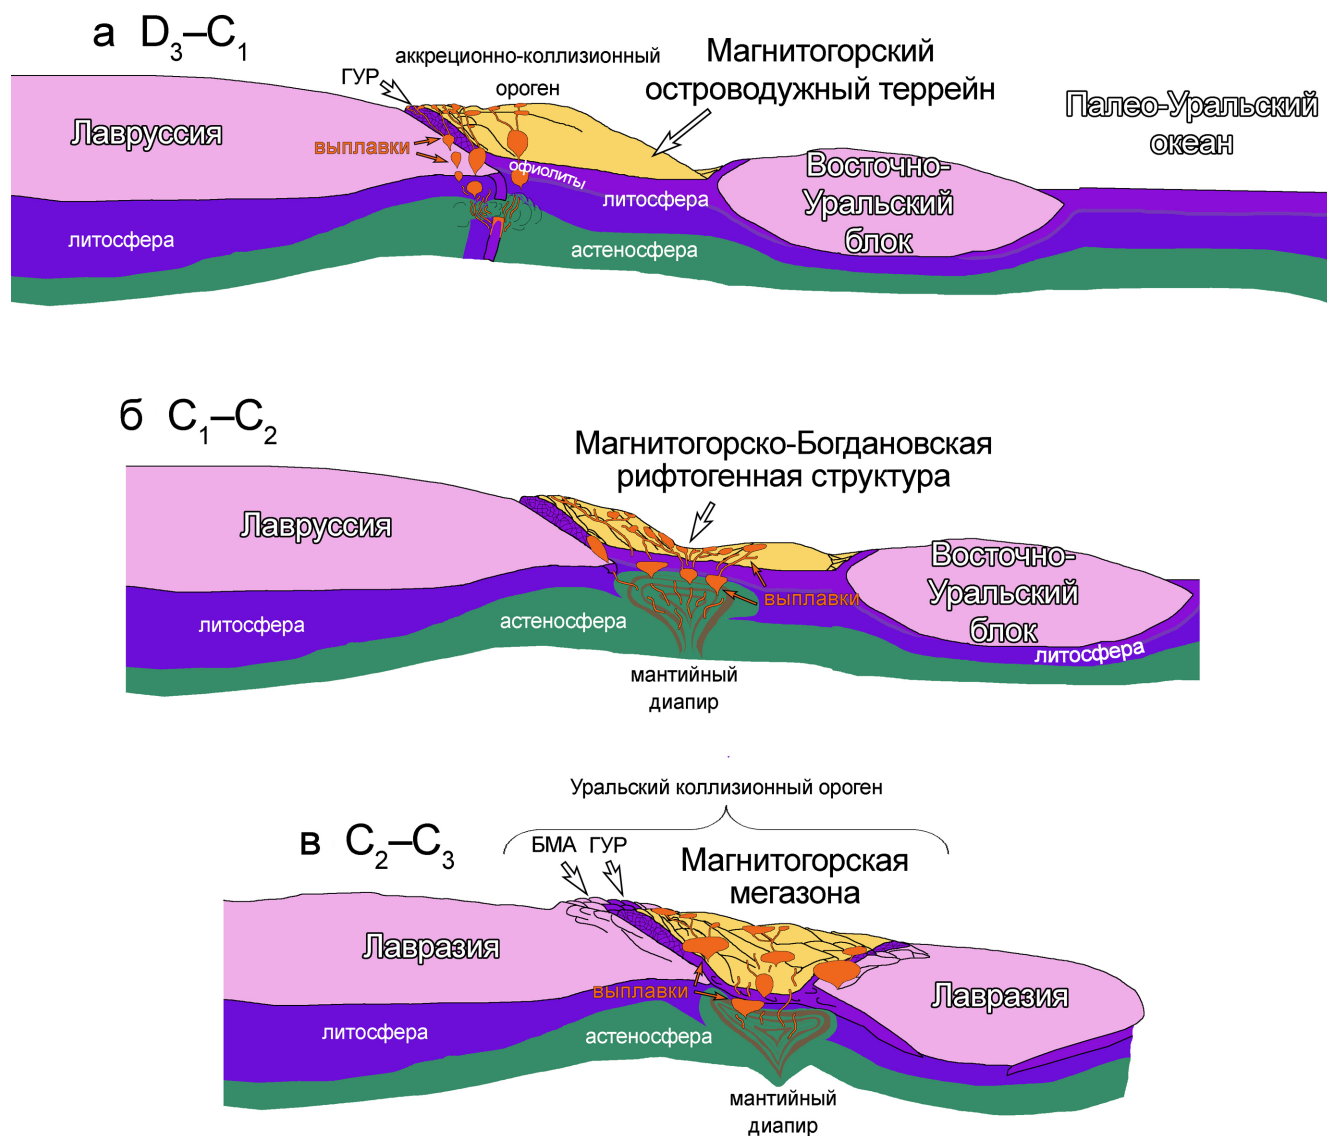 а D3–C1
аккреционно-коллизионный
ороген
ГУР
Магнитогорский
островодужный террейн
Палео-Уральский
океан
Лавруссия
выплавки
офиолиты
литосфера
Восточно-
Уральский
блок
литосфера
астеносфера
б C1–C2
Магнитогорско-Богдановская
рифтогенная структура
Лавруссия
Восточно-
Уральский
блок
выплавки
литосфера
астеносфера
литосфера
мантийный
диапир
Уральский коллизионный ороген
в C2–C3
БМА
ГУР
Магнитогорская
мегазона
Лавразия
выплавки
Лавразия
литосфера
астеносфера
мантийный
диапир